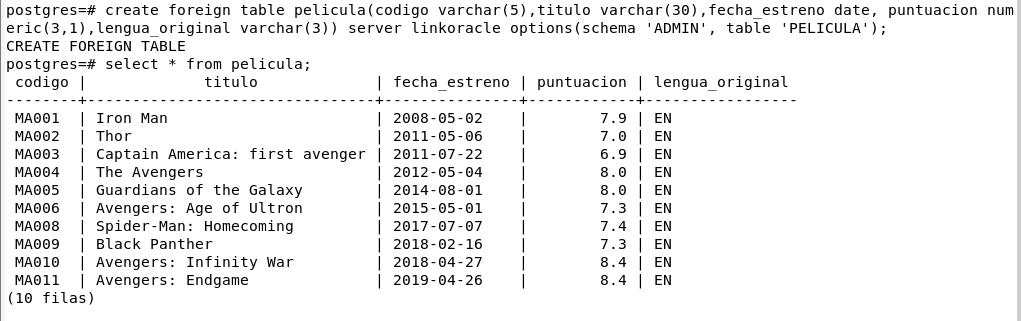 postgres=# create foreign table pelicula(codigo varchar(5),titulo varchar(30),fecha_estreno date, puntuacion num
eric(3,1),lengua_original varchar(3)) server linkoracle options(schema 'ADMIN', table 'PELICULA');
CREATE FOREIGN TABLE
postgres=# select * from pelicula;
 codigo |             titulo             | fecha_estreno | puntuacion | lengua_original 
--------+--------------------------------+---------------+------------+-----------------
 MA001  | Iron Man                       | 2008-05-02    |        7.9 | EN
 MA002  | Thor                           | 2011-05-06    |        7.0 | EN
 MA003  | Captain America: first avenger | 2011-07-22    |        6.9 | EN
 MA004  | The Avengers                   | 2012-05-04    |        8.0 | EN
 MA005  | Guardians of the Galaxy        | 2014-08-01    |        8.0 | EN
 MA006  | Avengers: Age of Ultron        | 2015-05-01    |        7.3 | EN
 MA008  | Spider-Man: Homecoming         | 2017-07-07    |        7.4 | EN
 MA009  | Black Panther                  | 2018-02-16    |        7.3 | EN
 MA010  | Avengers: Infinity War         | 2018-04-27    |        8.4 | EN
 MA011  | Avengers: Endgame              | 2019-04-26    |        8.4 | EN
(10 filas)